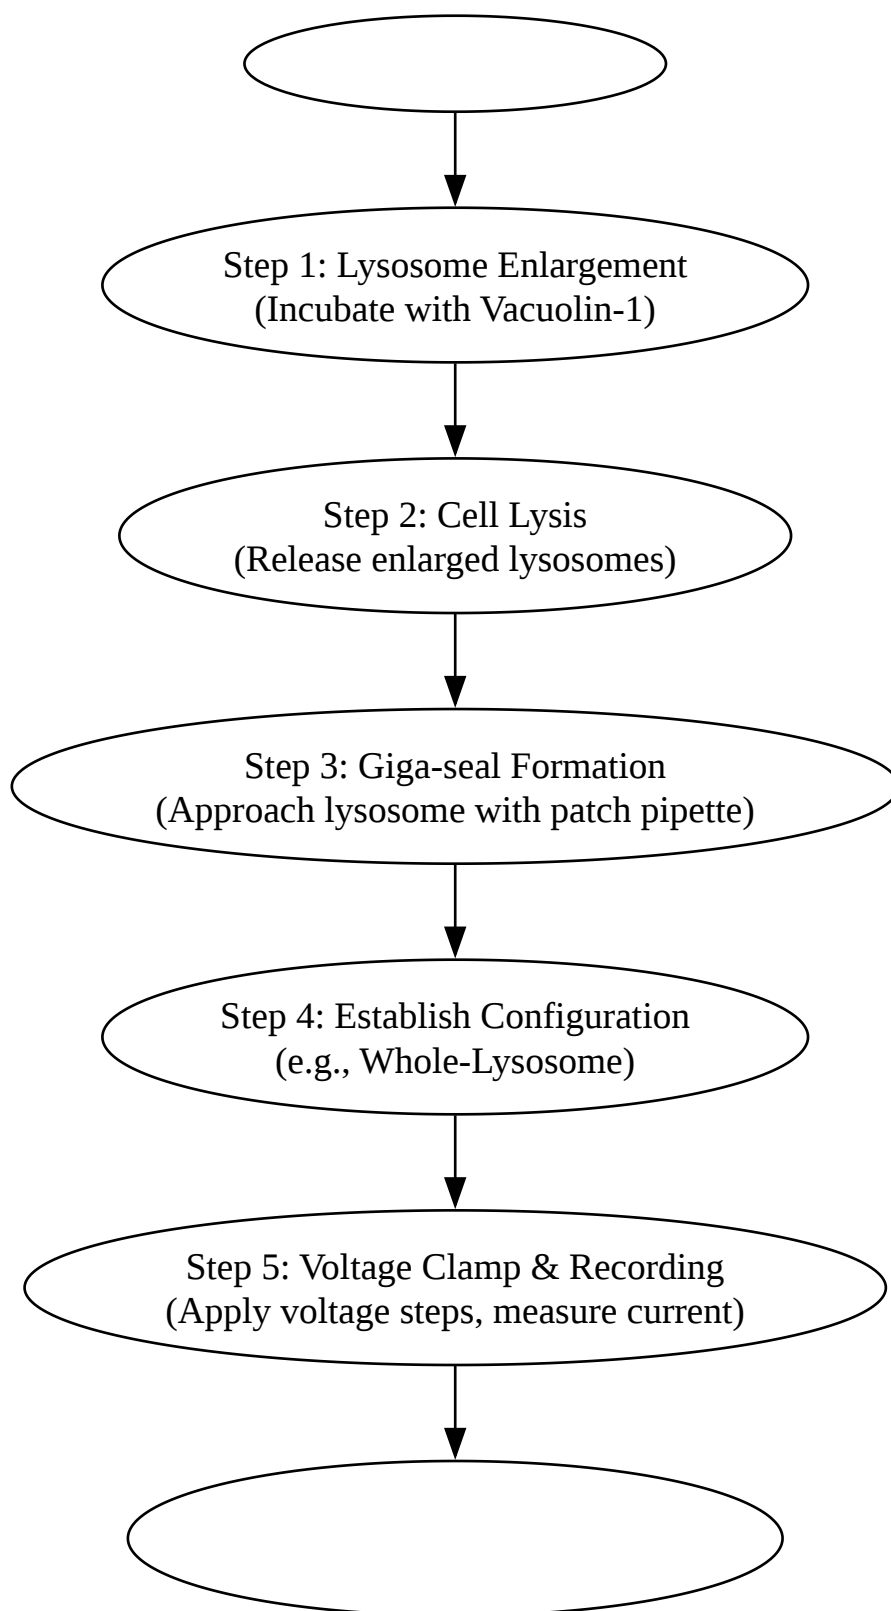 Step 1: Lysosome Enlargement
(Incubate with Vacuolin-1)
Step 2: Cell Lysis
(Release enlarged lysosomes)
Step 3: Giga-seal Formation
(Approach lysosome with patch pipette)
Step 4: Establish Configuration
(e.g., Whole-Lysosome)
Step 5: Voltage Clamp & Recording
(Apply voltage steps, measure current)